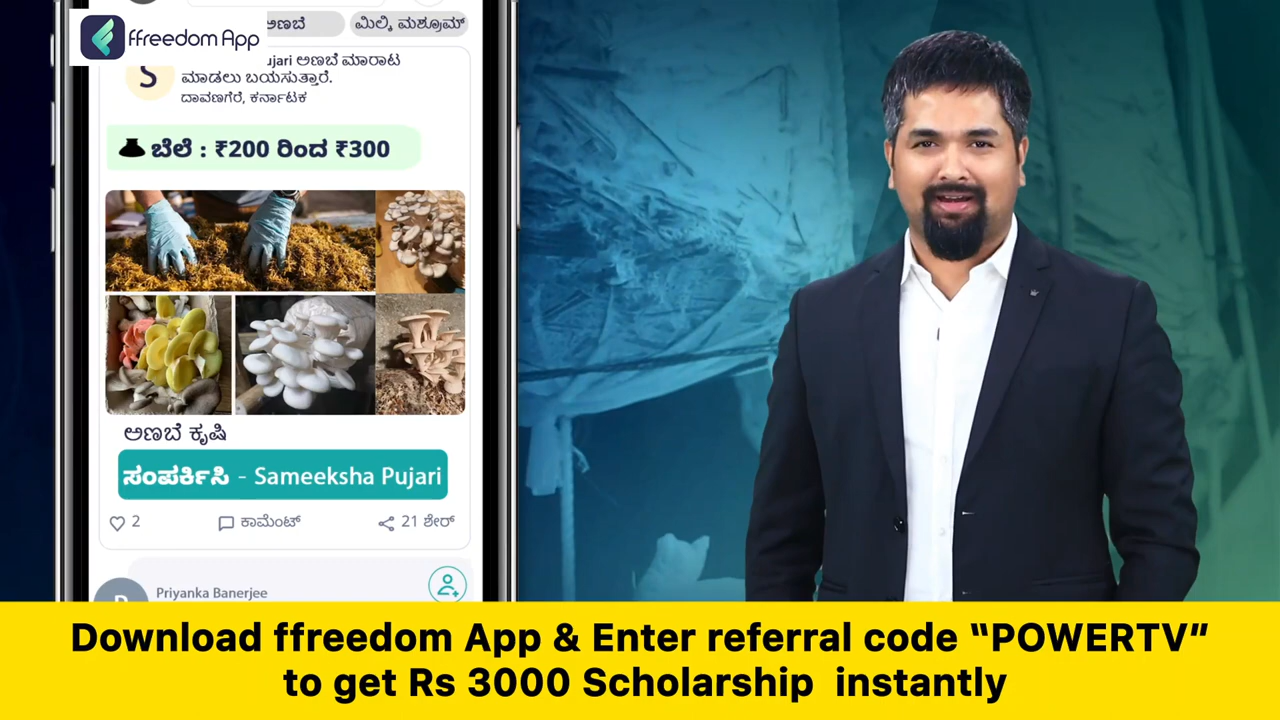 ffreedom App
ಅಣಬೆ
ಮಿಲ್ಕಿ ಮಶ್ರೂಮ್
S
ujari ಅಣಬೆ ಮಾರಾಟ
ಮಾಡಲು ಬಯಸುತ್ತಾರೆ.
ದಾವಣಗೆರೆ, ಕರ್ನಾಟಕ
ಬೆಲೆ : ₹200 ರಿಂದ ₹300
ಅಣಬೆ ಕೃಷಿ
ಸಂಪರ್ಕಿಸಿ - Sameeksha Pujari
2
ಕಾಮೆಂಟ್
21 ಶೇರ್
Priyanka Banerjee
Download ffreedom App & Enter referral code “POWERTV”
to get Rs 3000 Scholarship instantly